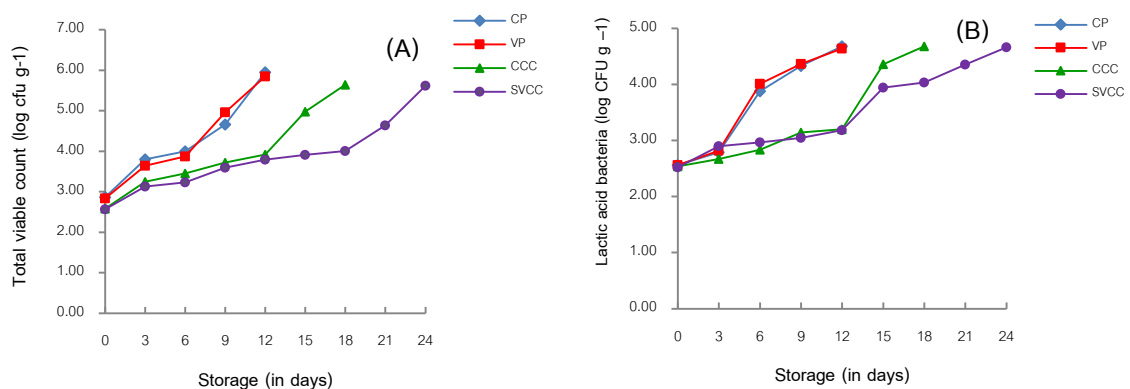 (A)
Total viable count (log cfu g-1)
7.00
6.00
5.00
4.00
3.00
2.00
1.00
.00
0 3 6 9 12 15 18 21 24
Storage (in days)
CP
VP
CCC
SVCC
(B)
Lactic acid bacteria (log CFU g –1)
5.00
4.00
3.00
2.00
1.00
0.00
0 3 6 9 12 15 18 21 24
Storage (in days)
CP
VP
CCC
SVCC